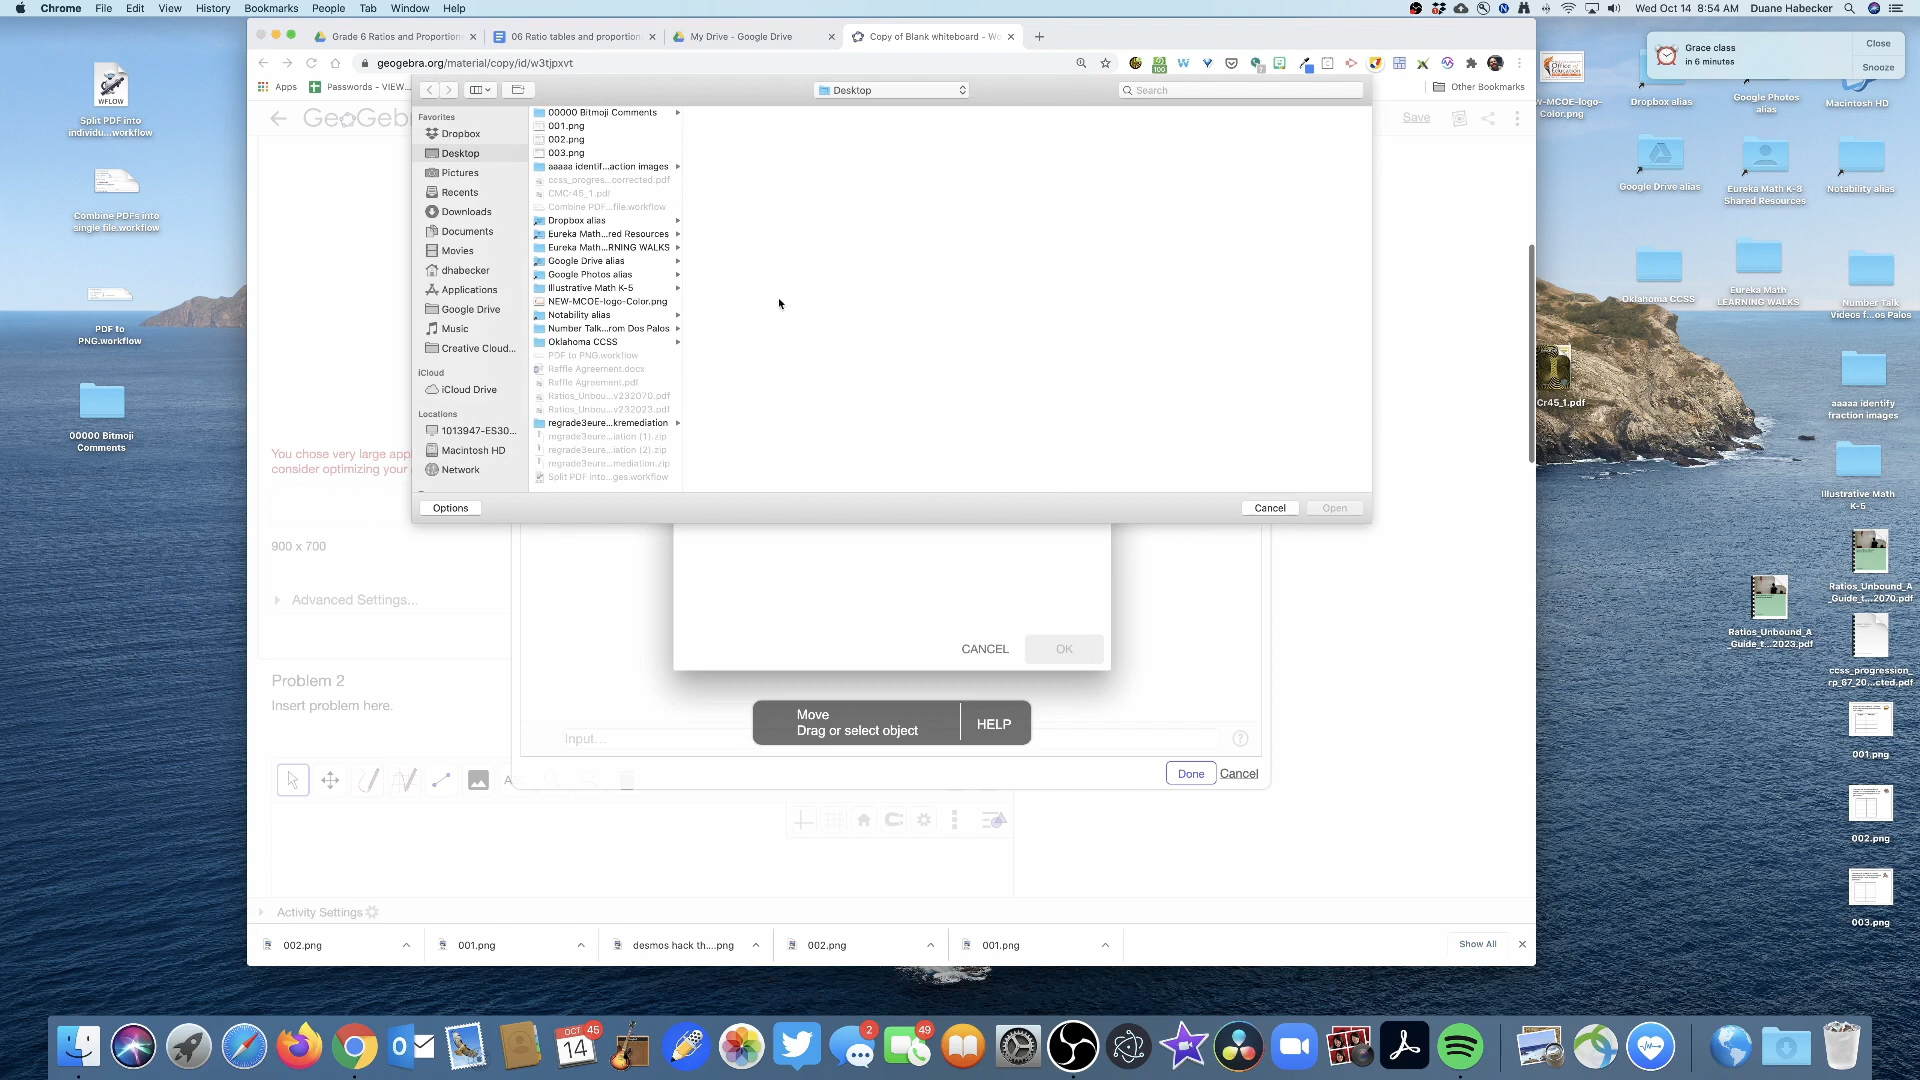 Chrome File Edit View History Bookmarks People Tab Window Help
Wed Oct 14 8:54 AM Duane Habecker
Grade 6 Ratios and Proportion
06 Ratio tables and proportion
My Drive - Google Drive
Copy of Blank whiteboard - Wo
geogebra.org/material/copy/id/w3tjpxvt
100
Apps
Passwords - VIEW...
Other Bookmarks
Grace class
in 6 minutes
Close
Snooze
WFLOW
Split PDF into
individu...workflow
Combine PDFs into
single file.workflow
PDF to
PNG.workflow
00000 Bitmoji
Comments
Desktop
Search
Save
Favorites
Dropbox
Desktop
Pictures
Recents
Downloads
Documents
Movies
dhabecker
Applications
Google Drive
Music
Creative Cloud...
iCloud
iCloud Drive
Locations
1013947-ES30...
Macintosh HD
Network
00000 Bitmoji Comments
001.png
002.png
003.png
aaaaa identif...action images
ccss_progres...corrected.pdf
CMCr45_1.pdf
Combine PDF...file.workflow
Dropbox alias
Eureka Math...red Resources
Eureka Math...RNING WALKS
Google Drive alias
Google Photos alias
Illustrative Math K-5
NEW-MCOE-logo-Color.png
Notability alias
Number Talk...rom Dos Palos
Oklahoma CCSS
PDF to PNG.workflow
Raffle Agreement.docx
Raffle Agreement.pdf
Ratios_Unbou...v232070.pdf
Ratios_Unbou...v232023.pdf
regrade3eure...kremediation
regrade3eure...iation (1).zip
regrade3eure...iation (2).zip
regrade3eure...mediation.zip
Split PDF into...ges.workflow
Options
Cancel
Open
You chose very large app
consider optimizing your
900 x 700
Advanced Settings...
CANCEL
OK
Problem 2
Insert problem here.
Move
Drag or select object
HELP
Input...
Done
Cancel
Activity Settings
002.png
001.png
desmos hack th....png
002.png
001.png
Show All
W-MCOE-logo-
Color.png
Dropbox alias
Google Photos
alias
Macintosh HD
Google Drive alias
Eureka Math K-8
Shared Resources
Notability alias
Oklahoma CCSS
Eureka Math
LEARNING WALKS
Number Talk
Videos f...os Palos
Cr45_1.pdf
aaaaa identify
fraction images
Illustrative Math
K-5
Ratios_Unbound_A
_Guide_t...2070.pdf
Ratios_Unbound_A
_Guide_t...2023.pdf
ccss_progression_
rp_67_20...cted.pdf
001.png
002.png
003.png
OCT
14
45
2
49